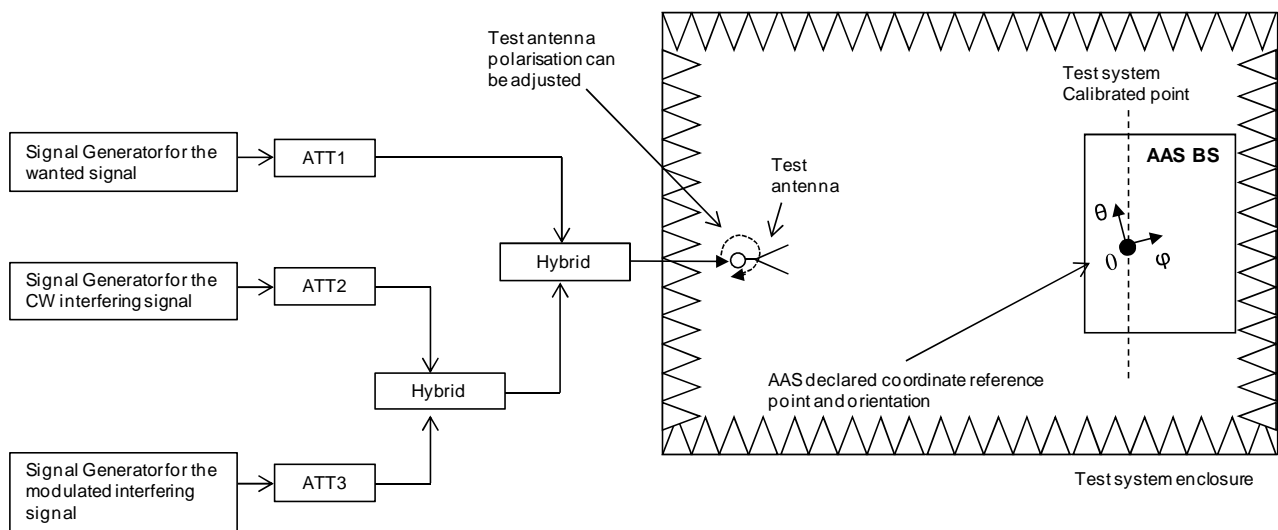 Test antenna
polarisation can
be adjusted
Test system
Calibrated point
Signal Generator for the
wanted signal
ATT1
AAS BS
Test
antenna
θ
Hybrid
0
φ
Signal Generator for the
CW interfering signal
ATT2
Hybrid
AAS declared coordinate reference
point and orientation
Signal Generator for the
modulated interfering
signal
ATT3
Test system enclosure